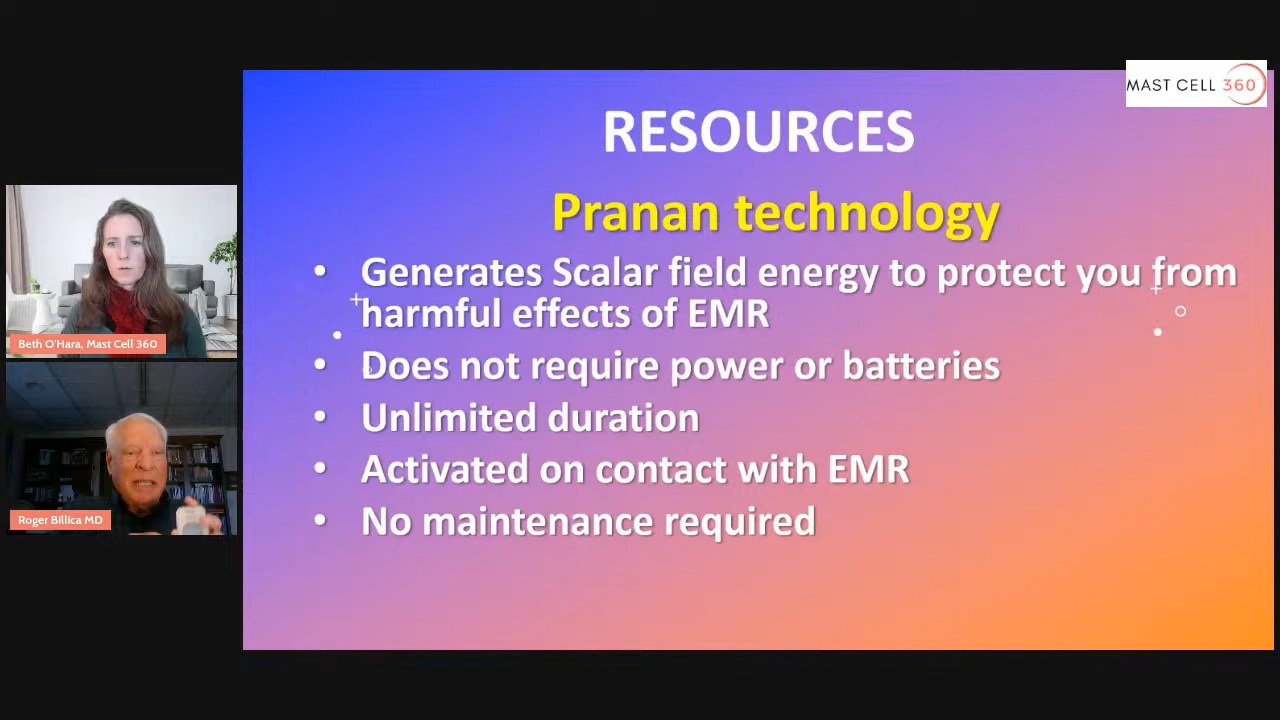 MAST CELL 360
RESOURCES
Pranan technology
• Generates Scalar field energy to protect you from
harmful effects of EMR
• Does not require power or batteries
• Unlimited duration
• Activated on contact with EMR
• No maintenance required
Beth O'Hara, Mast Cell 360
Roger Billica MD